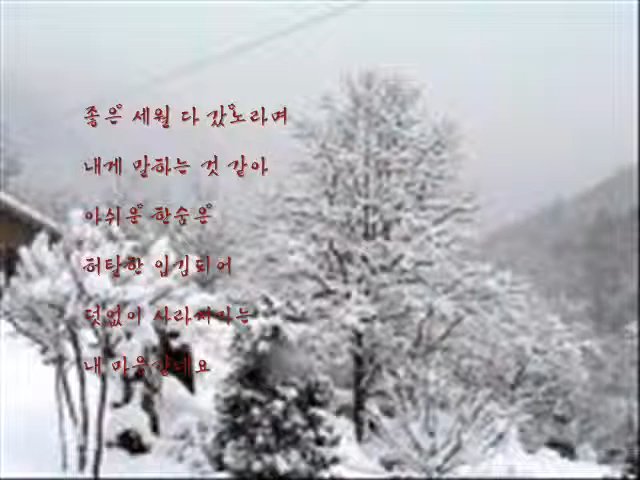 좋은 세월 다 갔노라며
내게 말하는 것 같아
아쉬운 한숨은
허탈한 입김되어
덧없이 사라져가는
내 마음같네요